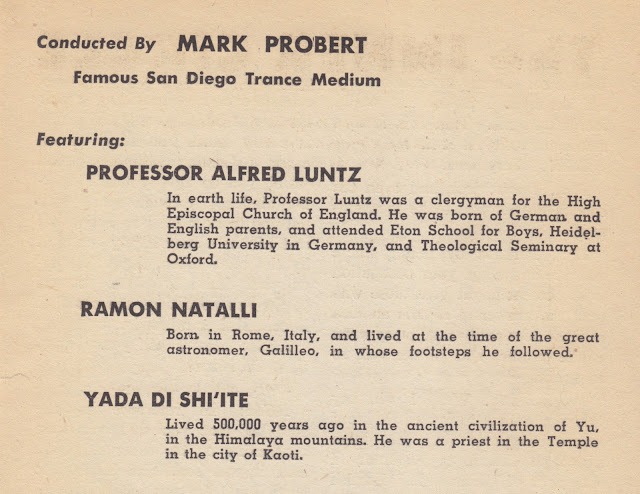 Conducted By MARK PROBERT
Famous San Diego Trance Medium
Featuring:
PROFESSOR ALFRED LUNTZ
In earth life, Professor Luntz was a clergyman for the High
Episcopal Church of England. He was born of German and
English parents, and attended Eton School for Boys, Heidel-
berg University in Germany, and Theological Seminary at
Oxford.
RAMON NATALLI
Born in Rome, Italy, and lived at the time of the great
astronomer, Galilleo, in whose footsteps he followed.
YADA DI SHI'ITE
Lived 500,000 years ago in the ancient civilization of Yu,
in the Himalaya mountains. He was a priest in the Temple
in the city of Kaoti.